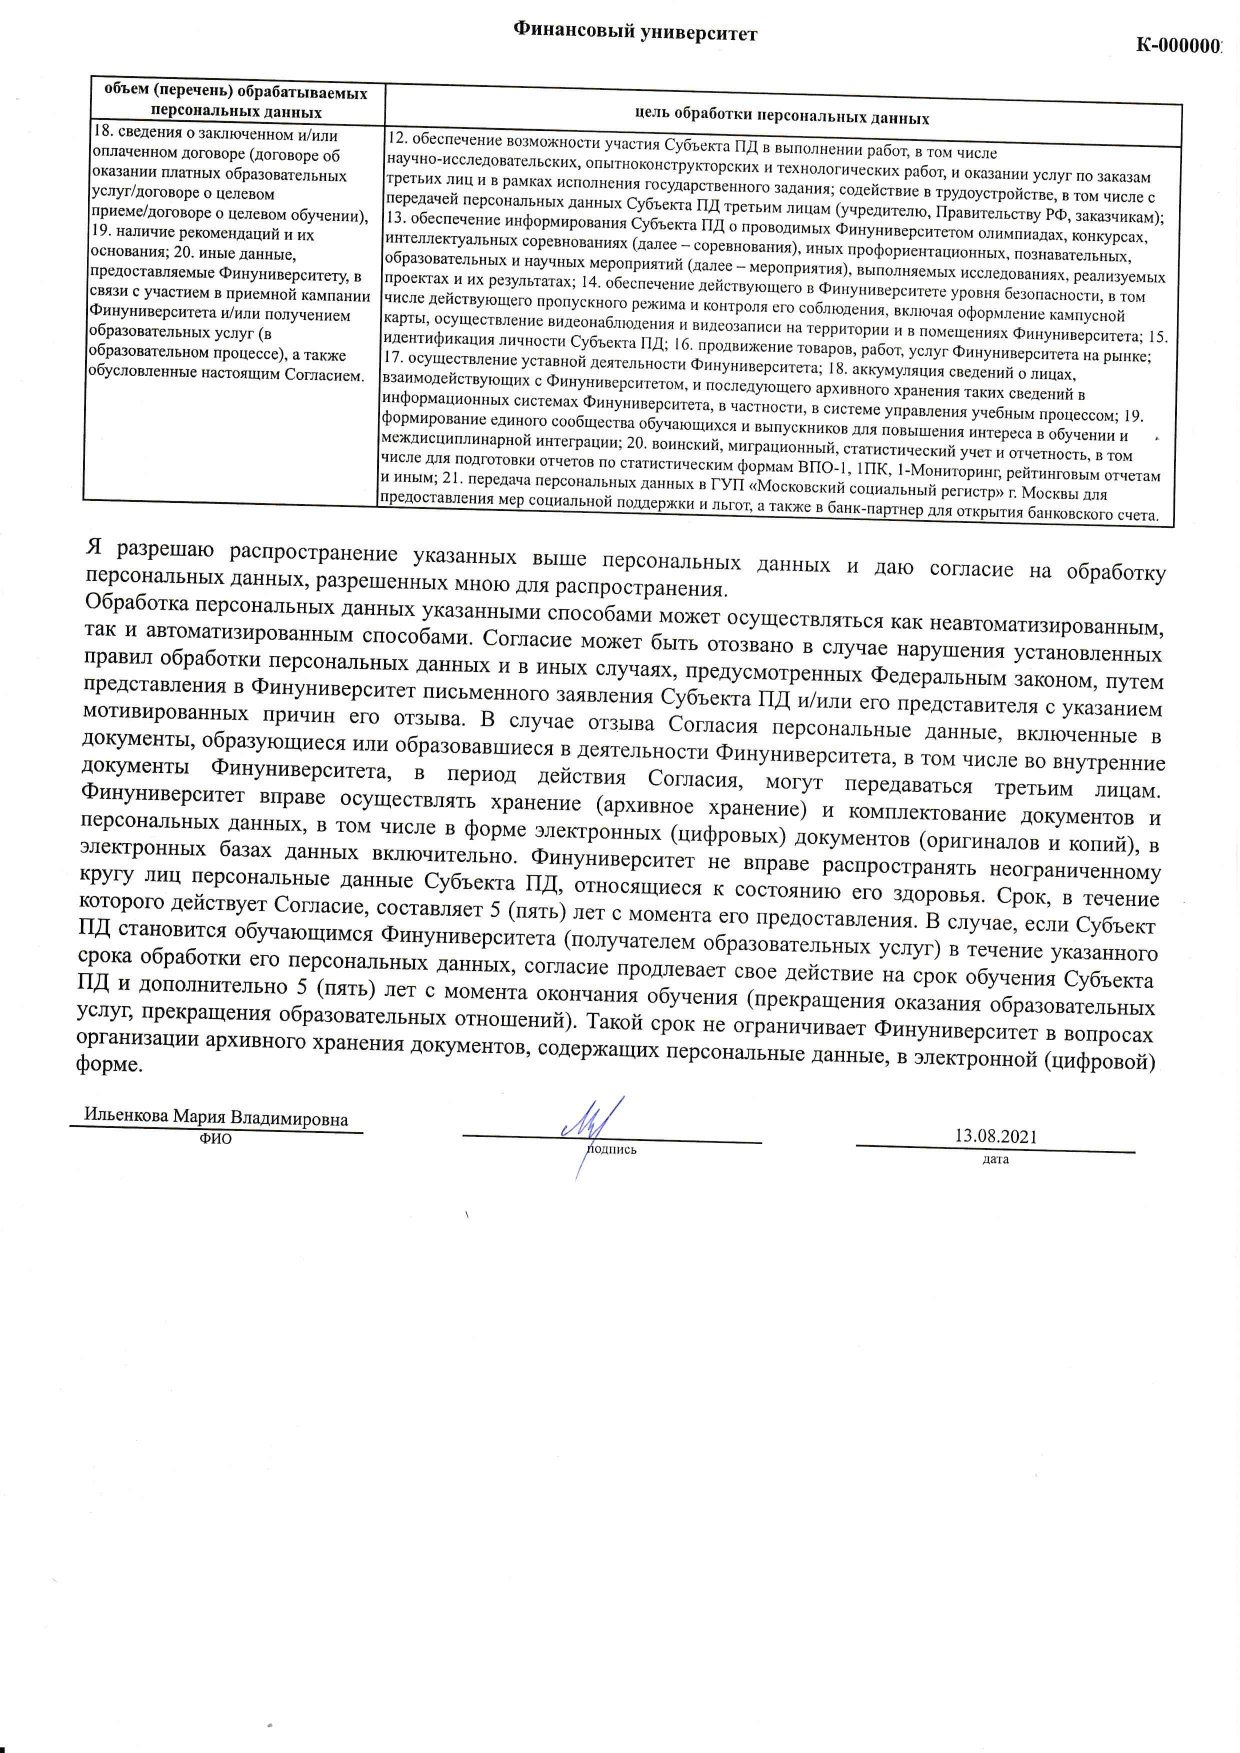 Финансовый университет
К-000000
объем (перечень) обрабатываемых
персональных данных
цель обработки персональных данных
18. сведения о заключенном и/или
оплаченном договоре (договоре об
оказании платных образовательных
услуг/договоре о целевом
приеме/договоре о целевом обучении),
19. наличие рекомендаций и их
основания; 20. иные данные,
предоставляемые Финуниверситету, в
связи с участием в приемной кампании
Финуниверситета и/или получением
образовательных услуг (в
образовательном процессе), а также
обусловленные настоящим Согласием.
12. обеспечение возможности участия Субъекта ПД в выполнении работ, в том числе
научно-исследовательских, опытноконструкторских и технологических работ, и оказании услуг по заказам
третьих лиц и в рамках исполнения государственного задания; содействие в трудоустройстве, в том числе с
передачей персональных данных Субъекта ПД третьим лицам (учредителю, Правительству РФ, заказчикам);
13. обеспечение информирования Субъекта ПД о проводимых Финуниверситетом олимпиадах, конкурсах,
интеллектуальных соревнованиях (далее – соревнования), иных профориентационных, познавательных,
образовательных и научных мероприятий (далее – мероприятия), выполняемых исследованиях, реализуемых
проектах и их результатах; 14. обеспечение действующего в Финуниверситете уровня безопасности, в том
числе действующего пропускного режима и контроля его соблюдения, включая оформление кампусной
карты, осуществление видеонаблюдения и видеозаписи на территории и в помещениях Финуниверситета; 15.
идентификация личности Субъекта ПД; 16. продвижение товаров, работ, услуг Финуниверситета на рынке;
17. осуществление уставной деятельности Финуниверситета; 18. аккумуляция сведений о лицах,
взаимодействующих с Финуниверситетом, и последующего архивного хранения таких сведений в
информационных системах Финуниверситета, в частности, в системе управления учебным процессом; 19.
формирование единого сообщества обучающихся и выпускников для повышения интереса в обучении и
междисциплинарной интеграции; 20. воинский, миграционный, статистический учет и отчетность, в том
числе для подготовки отчетов по статистическим формам ВПО-1, 1ПК, 1-Мониторинг, рейтинговым отчетам
и иным; 21. передача персональных данных в ГУП «Московский социальный регистр» г. Москвы для
предоставления мер социальной поддержки и льгот, а также в банк-партнер для открытия банковского счета.
Я разрешаю распространение указанных выше персональных данных и даю согласие на обработку
персональных данных, разрешенных мною для распространения.
Обработка персональных данных указанными способами может осуществляться как неавтоматизированным,
так и автоматизированным способами. Согласие может быть отозвано в случае нарушения установленных
правил обработки персональных данных и в иных случаях, предусмотренных Федеральным законом, путем
представления в Финуниверситет письменного заявления Субъекта ПД и/или его представителя с указанием
мотивированных причин его отзыва. В случае отзыва Согласия персональные данные, включенные в
документы, образующиеся или образовавшиеся в деятельности Финуниверситета, в том числе во внутренние
документы Финуниверситета, в период действия Согласия, могут передаваться третьим лицам.
Финуниверситет вправе осуществлять хранение (архивное хранение) и комплектование документов и
персональных данных, в том числе в форме электронных (цифровых) документов (оригиналов и копий), в
электронных базах данных включительно. Финуниверситет не вправе распространять неограниченному
кругу лиц персональные данные Субъекта ПД, относящиеся к состоянию его здоровья. Срок, в течение
которого действует Согласие, составляет 5 (пять) лет с момента его предоставления. В случае, если Субъект
ПД становится обучающимся Финуниверситета (получателем образовательных услуг) в течение указанного
срока обработки его персональных данных, согласие продлевает свое действие на срок обучения Субъекта
ПД и дополнительно 5 (пять) лет с момента окончания обучения (прекращения оказания образовательных
услуг, прекращения образовательных отношений). Такой срок не ограничивает Финуниверситет в вопросах
организации архивного хранения документов, содержащих персональные данные, в электронной (цифровой)
форме.
Ильенкова Мария Владимировна
13.08.2021
ФИО
подпись
дата